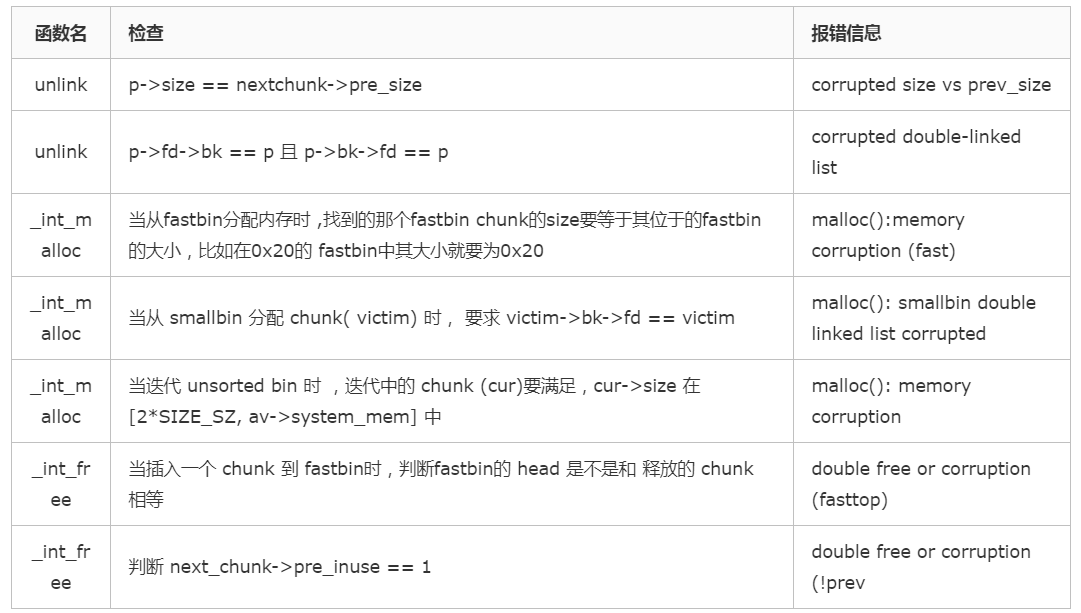 函数名 检查 报错信息
unlink p->size == nextchunk->pre_size corrupted size vs prev_size
unlink p->fd->bk == p 且 p->bk->fd == p corrupted double-linked
list
_int_m
alloc
当从fastbin分配内存时 ,找到的那个fastbin chunk的size要等于其位于的fastbin
的大小 , 比如在0x20的 fastbin中其大小就要为0x20
malloc():memory
corruption (fast)
_int_m
alloc
当从 smallbin 分配 chunk( victim) 时 , 要求 victim->bk->fd == victim
malloc(): smallbin double
linked list corrupted
_int_m
alloc
当迭代 unsorted bin 时 , 迭代中的 chunk (cur)要满足 , cur->size 在
[2*SIZE_SZ, av->system_mem] 中
malloc(): memory
corruption
_int_fr
ee
当插入一个 chunk 到 fastbin时 , 判断fastbin的 head 是不是和 释放的 chunk
相等
double free or corruption
(fasttop)
_int_fr
ee
判断 next_chunk->pre_inuse == 1
double free or corruption
(!prev